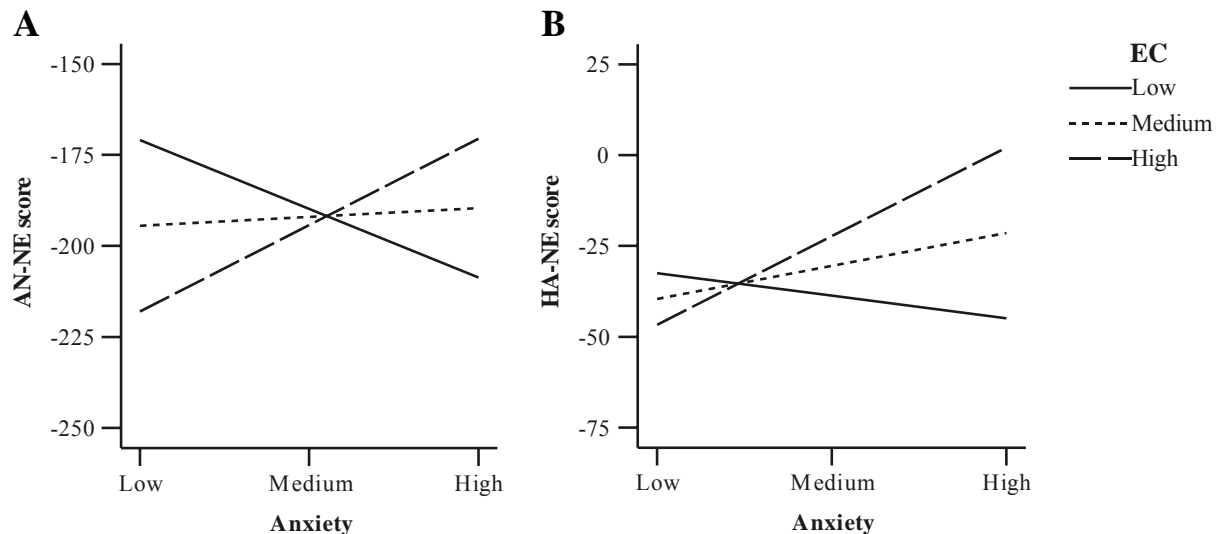 A
AN-NE score
-150
-175
-200
-225
-250
Low
Medium
High
Anxiety
B
HA-NE score
25
0
-25
-50
-75
Low
Medium
High
Anxiety
EC
Low
Medium
High